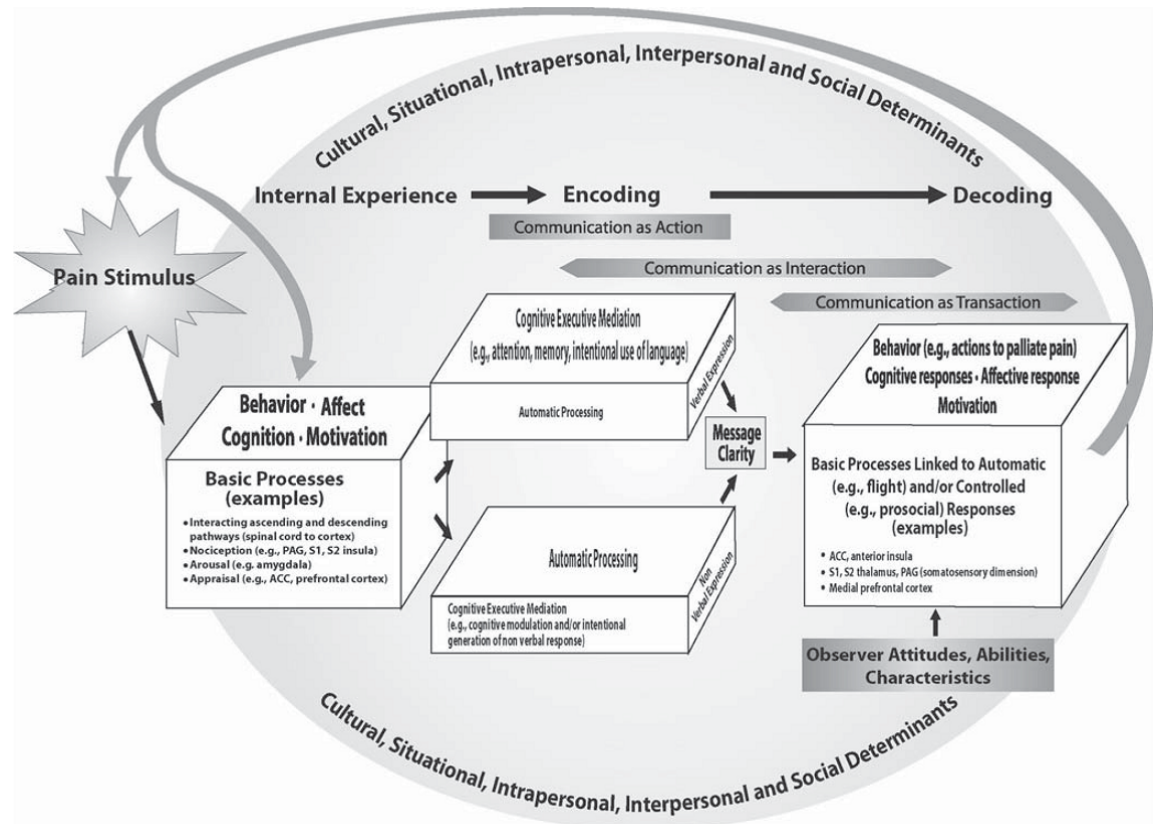 Cultural, Situational, Intrapersonal, Interpersonal and Social Determinants
Internal Experience
Encoding
Decoding
Communication as Action
Communication as Interaction
Communication as Transaction
Pain Stimulus
Behavior · Affect
Cognition · Motivation
Basic Processes
(examples)
• Interacting ascending and descending
pathways (spinal cord to cortex)
• Nociception (e.g., PAG, S1, S2 insula)
• Arousal (e.g. amygdala)
• Appraisal (e.g., ACC, prefrontal cortex)
Cognitive Executive Mediation
(e.g., attention, memory, intentional use of language)
Automatic Processing
Verbal Expression
Automatic Processing
Cognitive Executive Mediation
(e.g., cognitive modulation and/or intentional
generation of non verbal response)
Non
Verbal Expression
Message
Clarity
Behavior (e.g., actions to palliate pain)
Cognitive responses · Affective response
Motivation
Basic Processes Linked to Automatic
(e.g., flight) and/or Controlled
(e.g., prosocial) Responses
(examples)
• ACC, anterior insula
• S1, S2 thalamus, PAG (somatosensory dimension)
• Medial prefrontal cortex
Observer Attitudes, Abilities,
Characteristics
Cultural, Situational, Intrapersonal, Interpersonal and Social Determinants